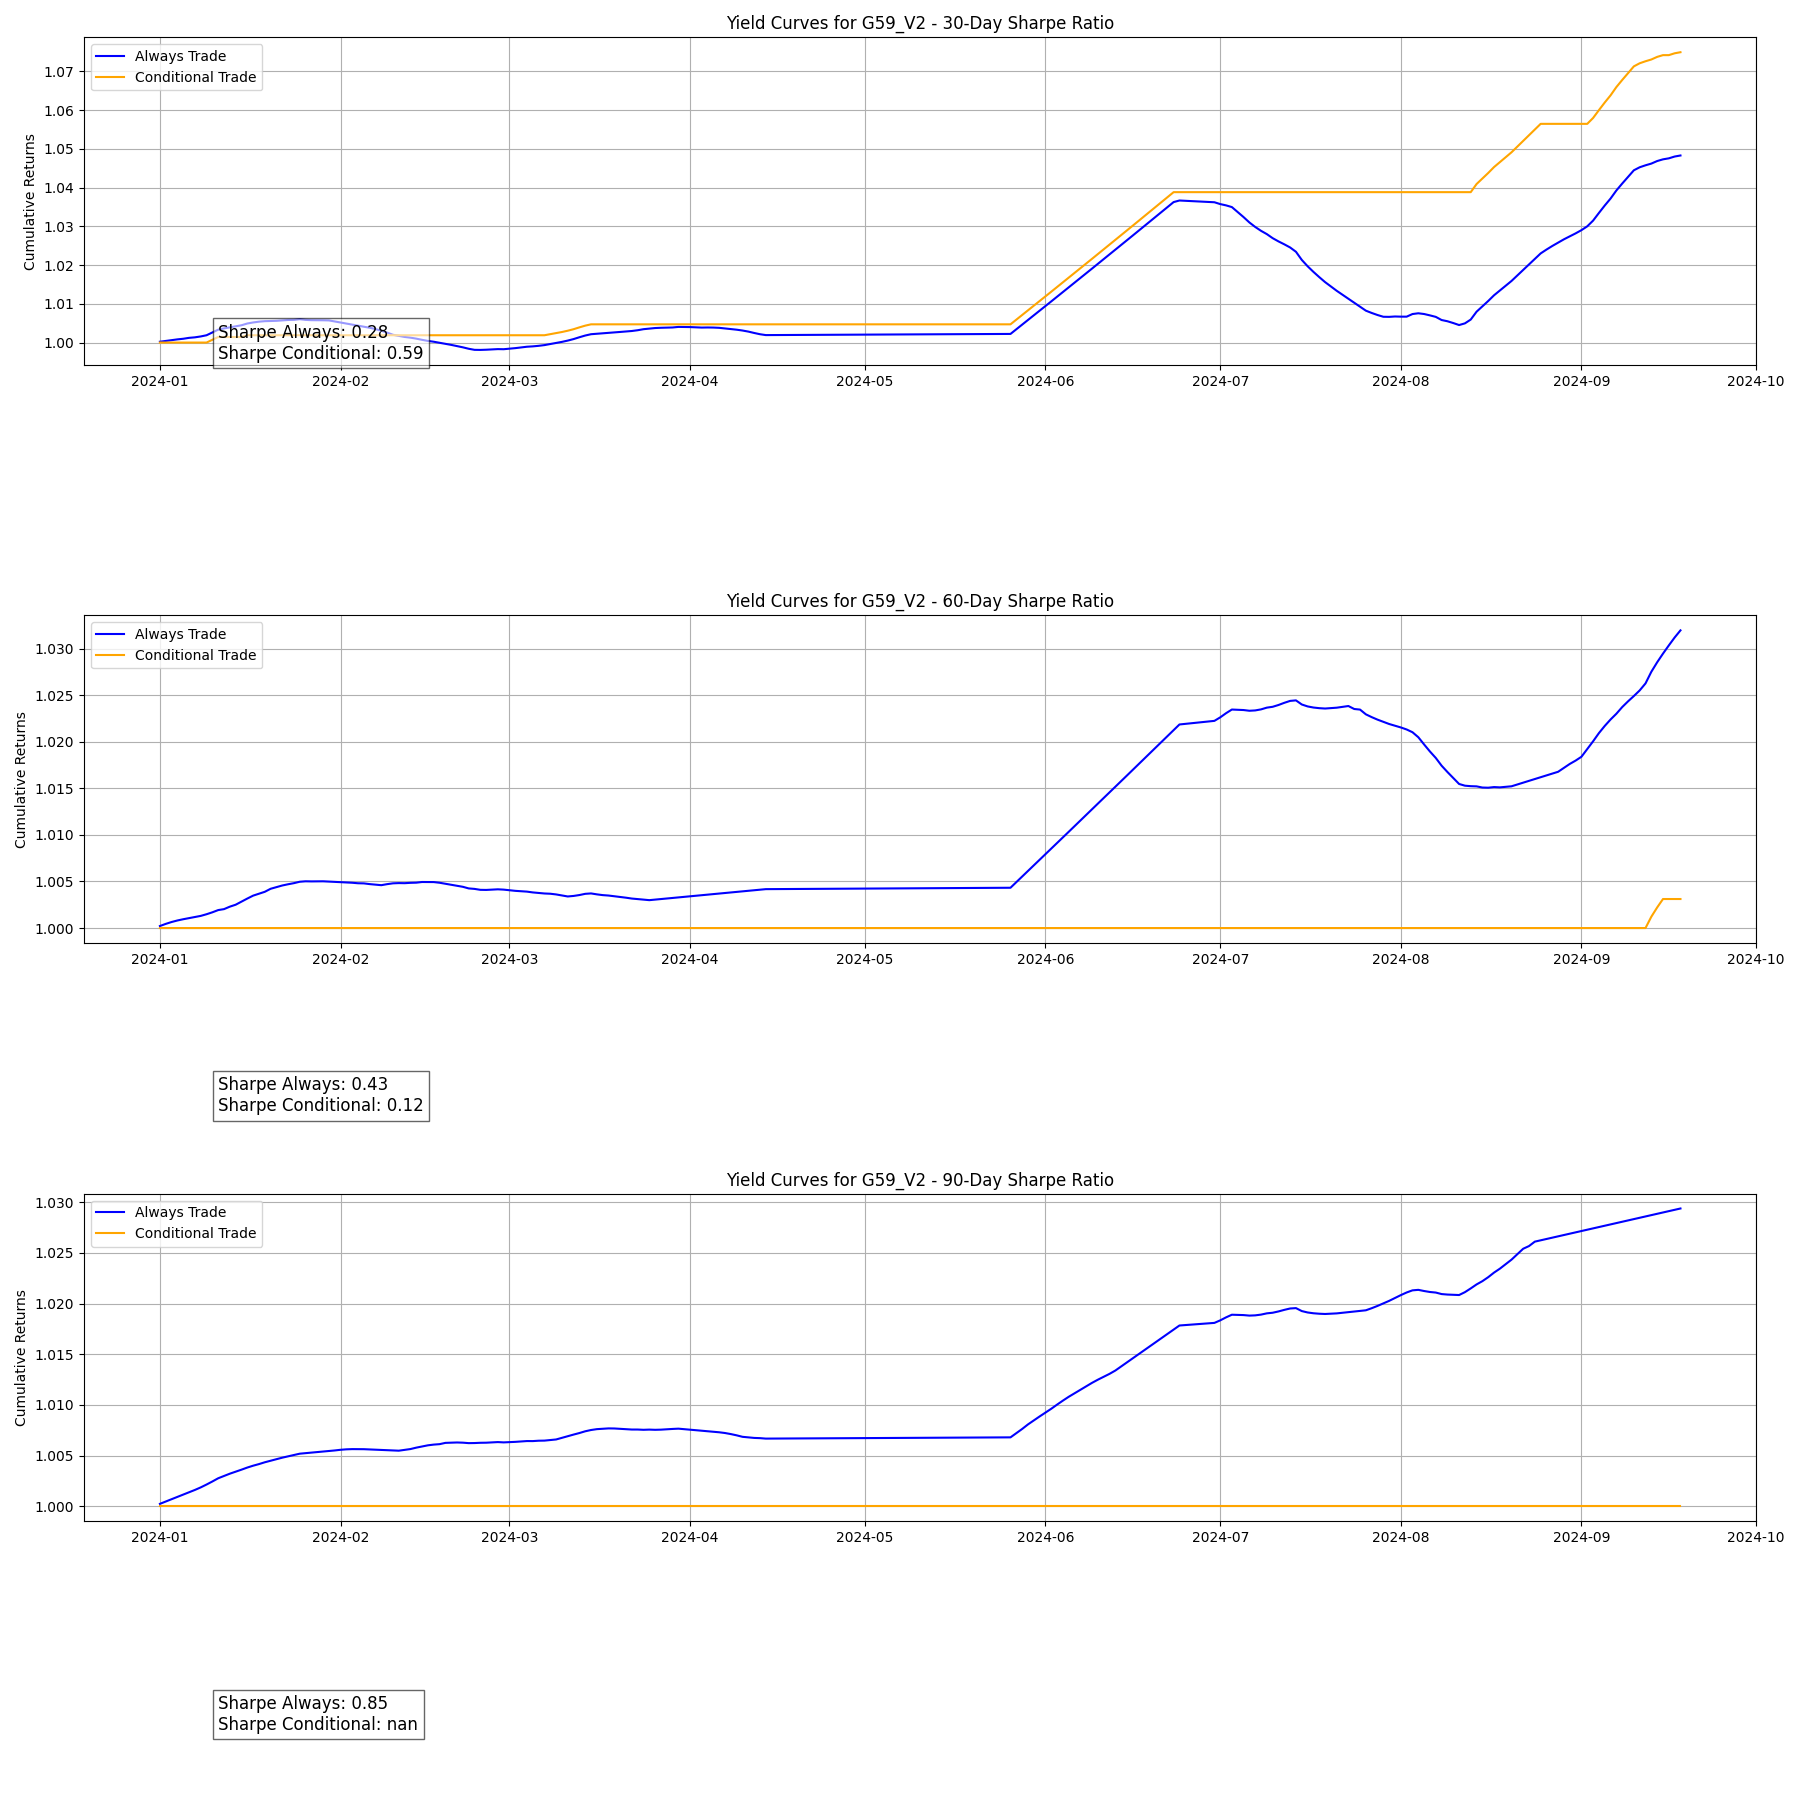 Yield Curves for G59_V2 - 30-Day Sharpe Ratio
Always Trade
Conditional Trade
Cumulative Returns
1.07
1.06
1.05
1.04
1.03
1.02
1.01
1.00
Sharpe Always: 0.28
Sharpe Conditional: 0.59
2024-01 2024-02 2024-03 2024-04 2024-05 2024-06 2024-07 2024-08 2024-09 2024-10
Yield Curves for G59_V2 - 60-Day Sharpe Ratio
Always Trade
Conditional Trade
Cumulative Returns
1.030
1.025
1.020
1.015
1.010
1.005
1.000
2024-01 2024-02 2024-03 2024-04 2024-05 2024-06 2024-07 2024-08 2024-09 2024-10
Sharpe Always: 0.43
Sharpe Conditional: 0.12
Yield Curves for G59_V2 - 90-Day Sharpe Ratio
Always Trade
Conditional Trade
Cumulative Returns
1.030
1.025
1.020
1.015
1.010
1.005
1.000
2024-01 2024-02 2024-03 2024-04 2024-05 2024-06 2024-07 2024-08 2024-09 2024-10
Sharpe Always: 0.85
Sharpe Conditional: nan